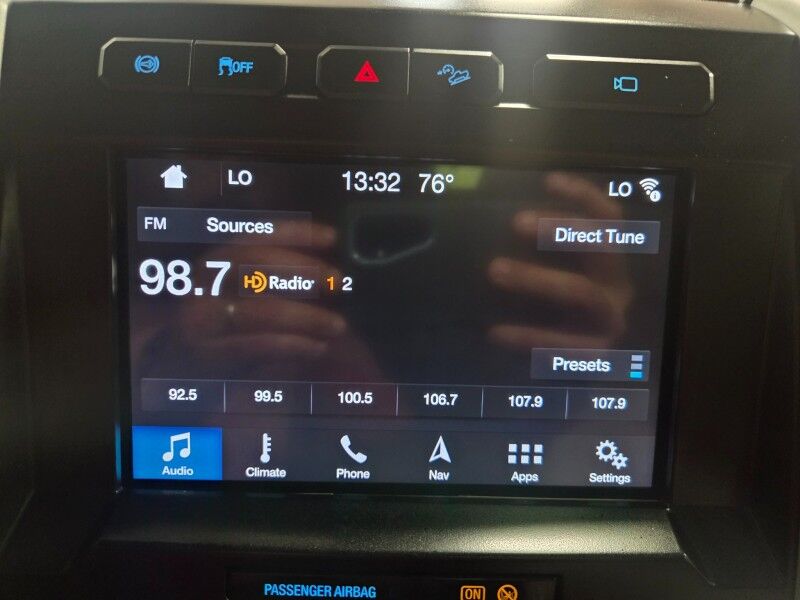 OFF
LO 13:32 76° LO
FM Sources Direct Tune
98.7 HD Radio 1 2
Presets
92.5 99.5 100.5 106.7 107.9 107.9
Audio Climate Phone Nav Apps Settings
PASSENGER AIRBAG ON